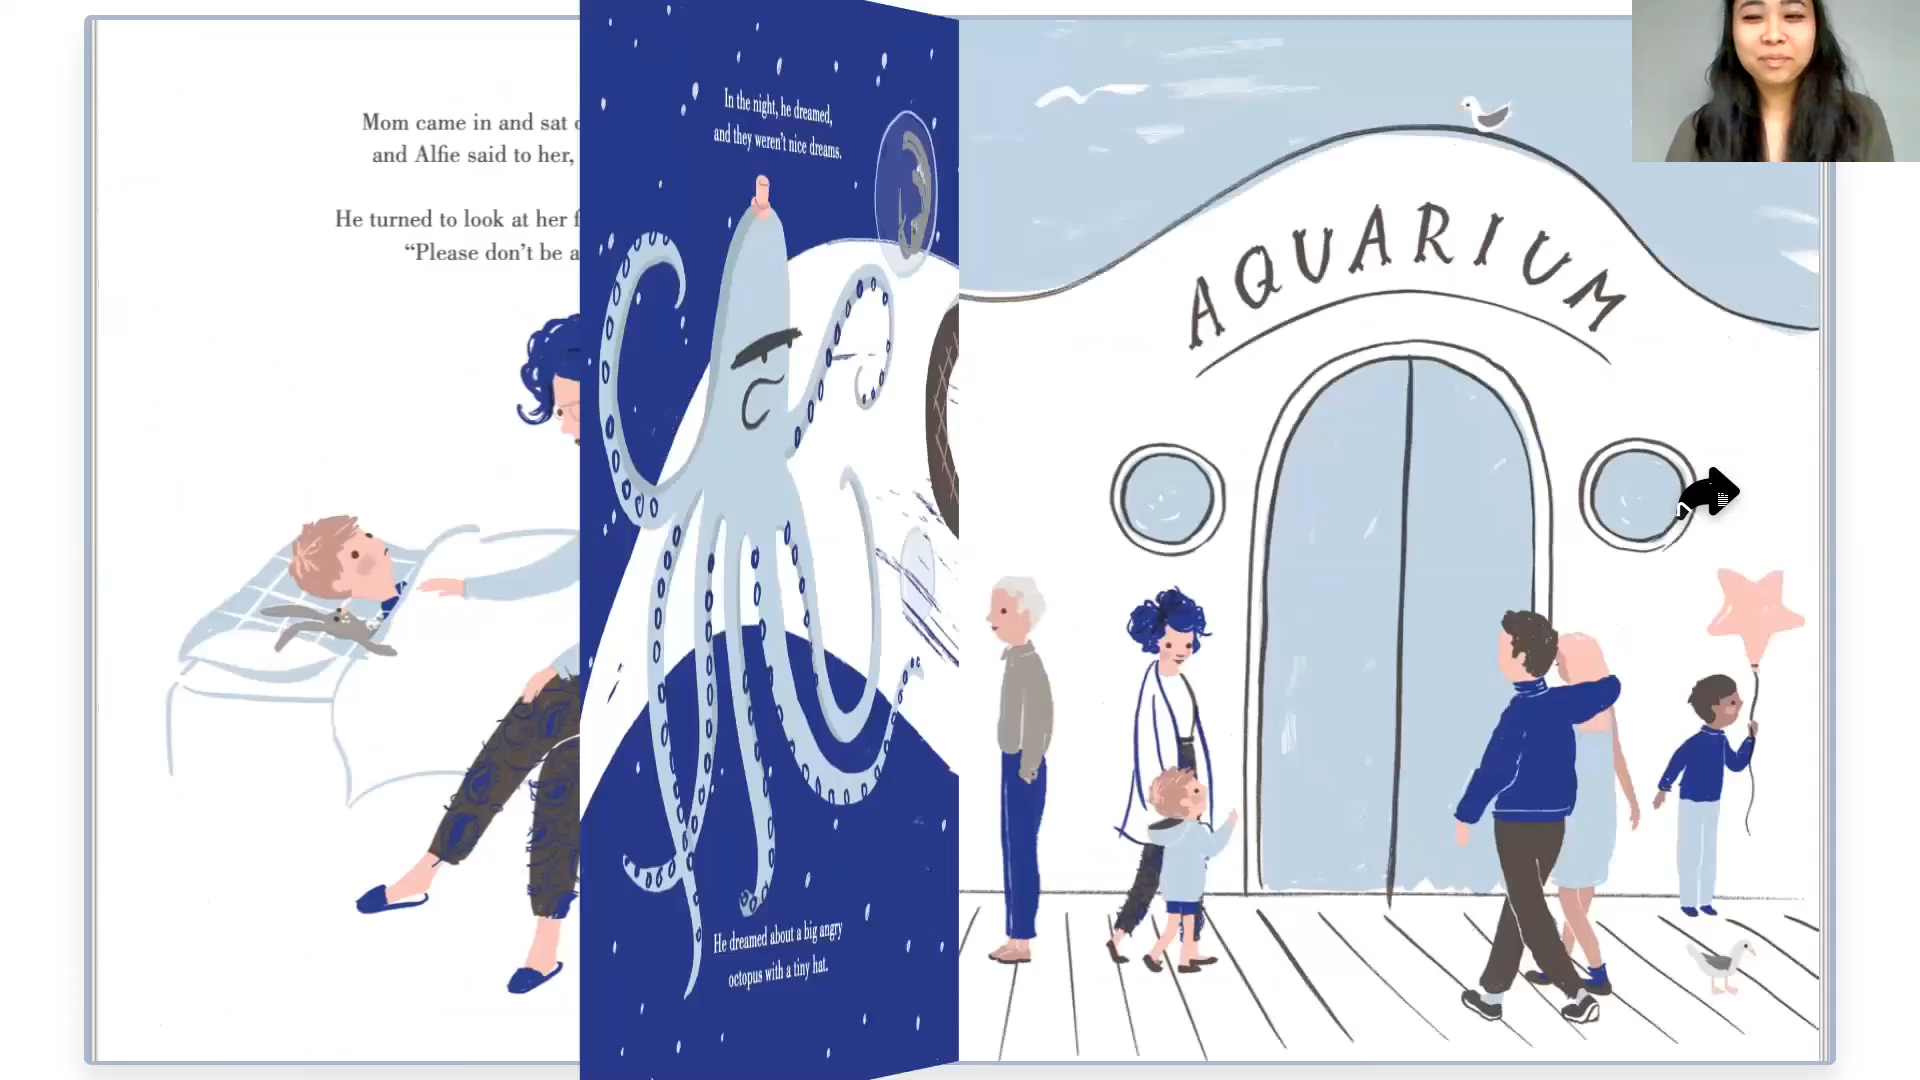 Mom came in and sat
and Alfie said to her,
He turned to look at her
“Please don’t be
In the night, he dreamed,
and they weren’t nice dreams.
He dreamed about a big angry
octopus with a tiny hat.
AQUARIUM